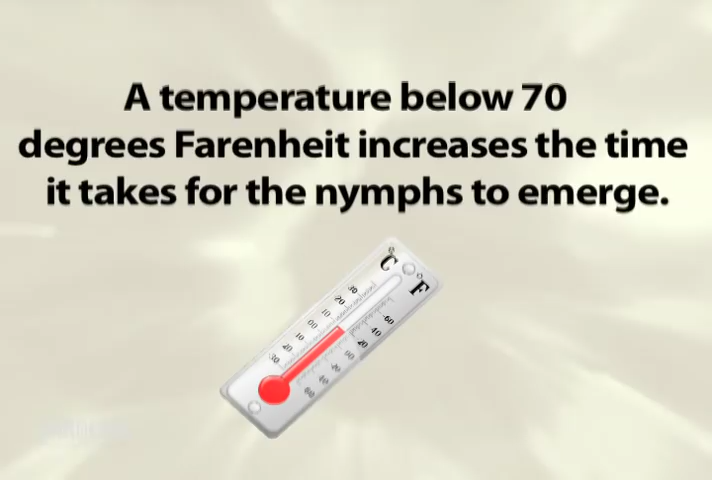 A temperature below 70
degrees Farenheit increases the time
it takes for the nymphs to emerge.
°C
°F